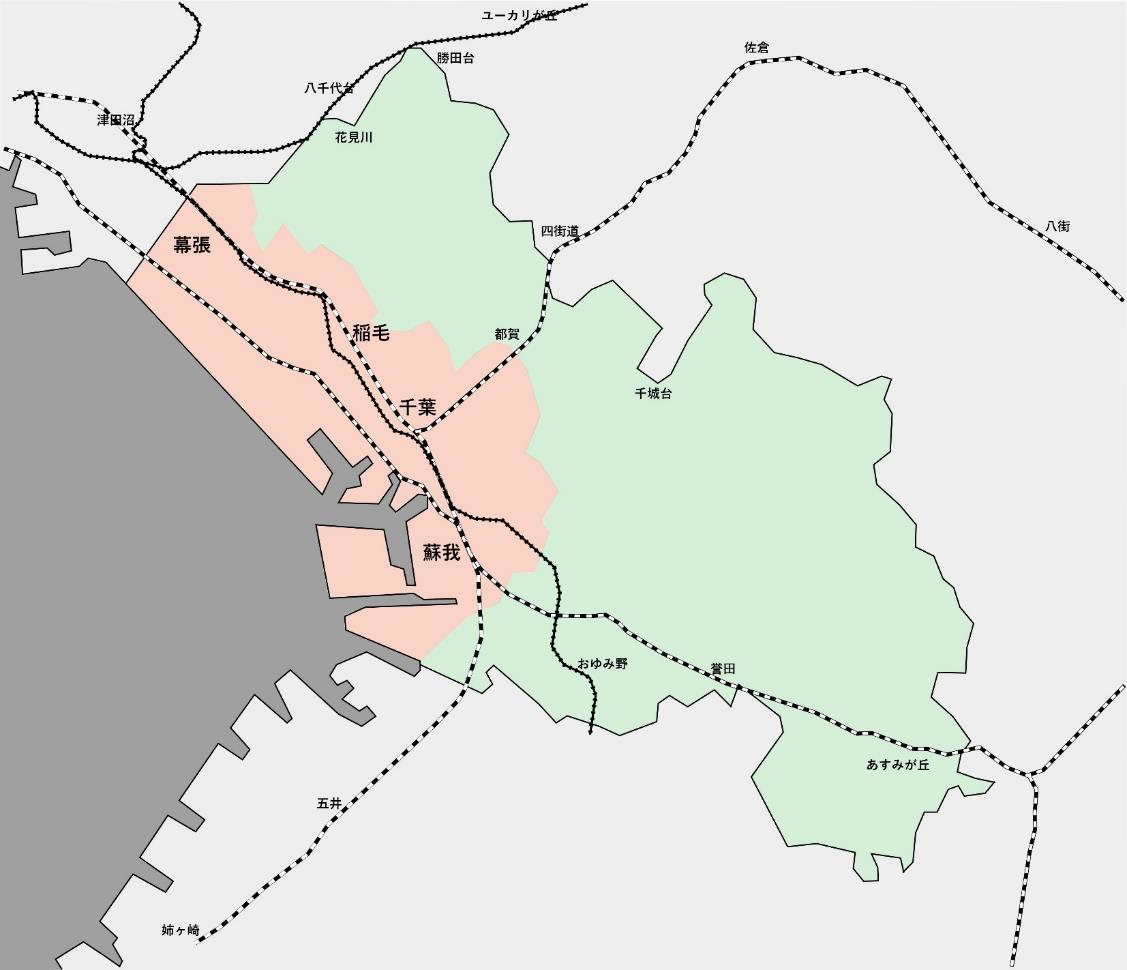 ユーカリが丘
佐倉
勝田台
八千代台
津田沼
花見川
八街
四街道
幕張
稲毛
都賀
千城台
千葉
蘇我
おゆみ野
誉田
あすみが丘
五井
姉ヶ崎